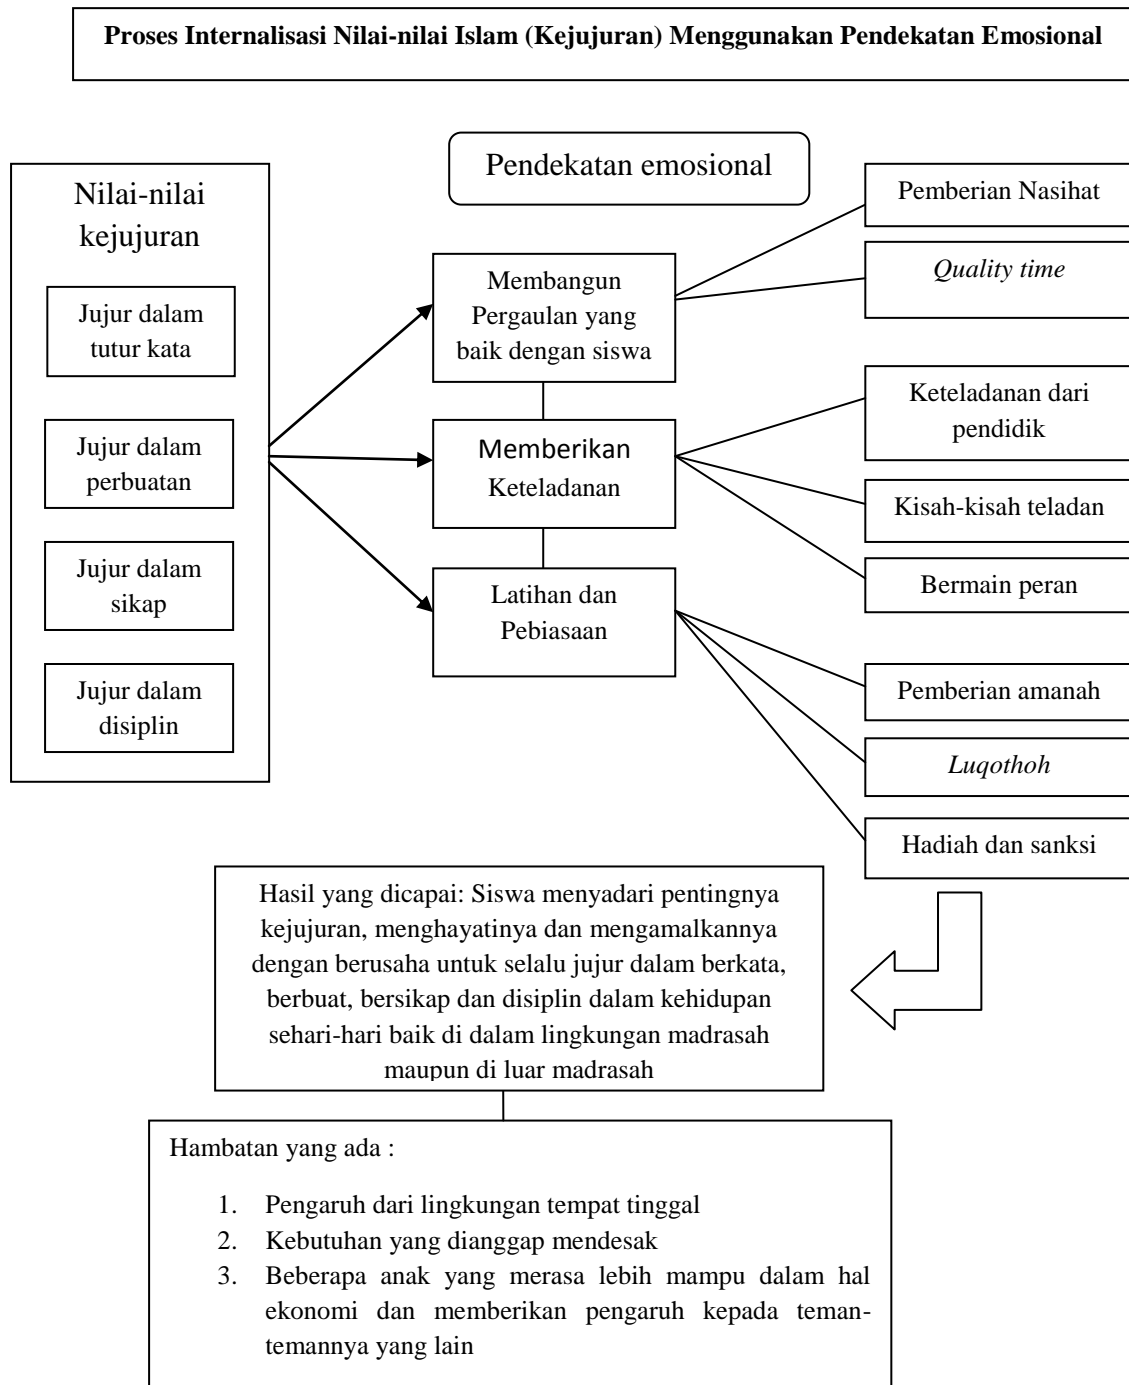 Proses Internalisasi Nilai-nilai Islam (Kejujuran) Menggunakan Pendekatan Emosional
Nilai-nilai
kejujuran
Jujur dalam
tutur kata
Jujur dalam
perbuatan
Jujur dalam
sikap
Jujur dalam
disiplin
Pendekatan emosional
Membangun
Pergaulan yang
baik dengan siswa
Memberikan
Keteladanan
Latihan dan
Pebiasaan
Pemberian Nasihat
Quality time
Keteladanan dari
pendidik
Kisah-kisah teladan
Bermain peran
Pemberian amanah
Luqothoh
Hadiah dan sanksi
Hasil yang dicapai: Siswa menyadari pentingnya
kejujuran, menghayatinya dan mengamalkannya
dengan berusaha untuk selalu jujur dalam berkata,
berbuat, bersikap dan disiplin dalam kehidupan
sehari-hari baik di dalam lingkungan madrasah
maupun di luar madrasah
Hambatan yang ada :
1. Pengaruh dari lingkungan tempat tinggal
2. Kebutuhan yang dianggap mendesak
3. Beberapa anak yang merasa lebih mampu dalam hal
ekonomi dan memberikan pengaruh kepada teman-
temannya yang lain